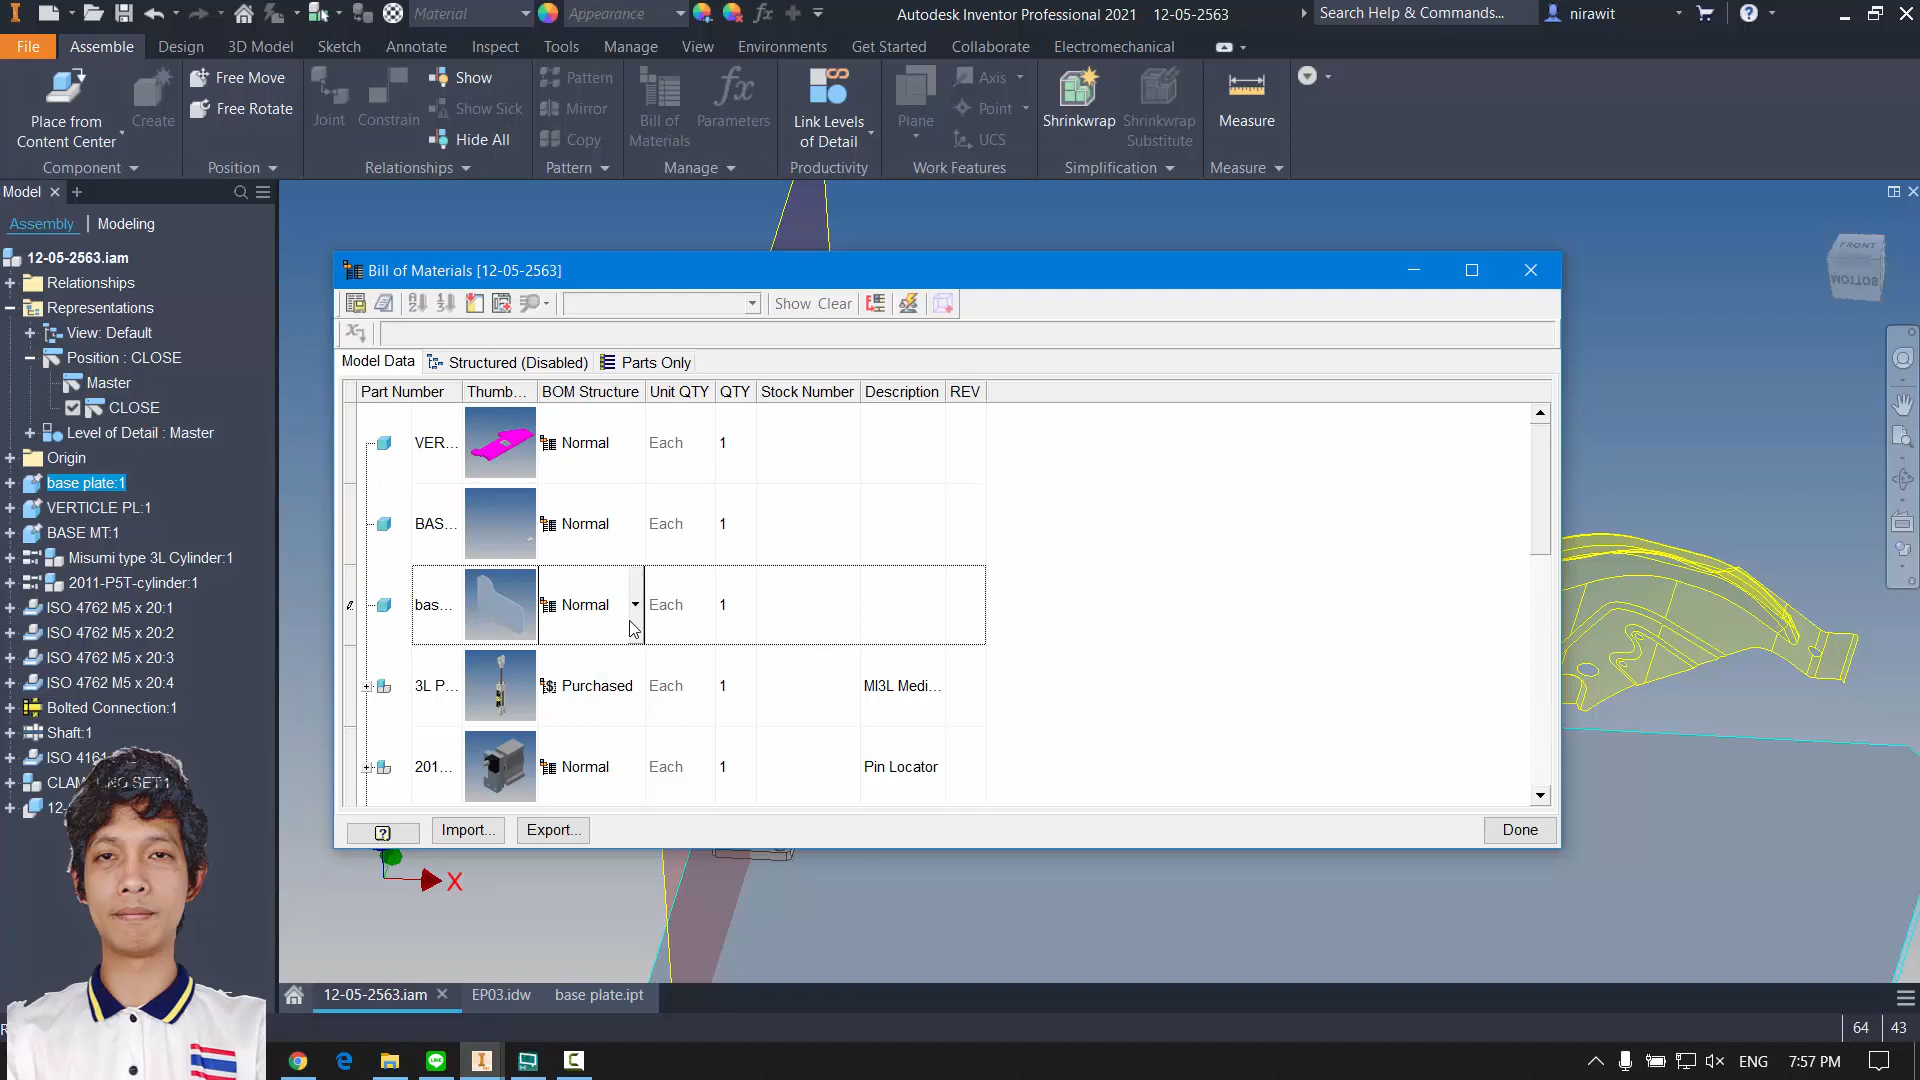 Material
Appearance
fx
Autodesk Inventor Professional 2021 12-05-2563
Search Help & Commands...
nirawit
File Assemble Design 3D Model Sketch Annotate Inspect Tools Manage View Environments Get Started Collaborate Electromechanical
Place from
Content Center
Create
Component
Free Move
Free Rotate
Position
Joint
Constrain
Show
Show Sick
Hide All
Relationships
Pattern
Mirror
Copy
Pattern
Bill of
Materials
fx
Parameters
Manage
Link Levels
of Detail
Productivity
Plane
Axis
Point
UCS
Work Features
Shrinkwrap
Shrinkwrap
Substitute
Simplification
Measure
Measure
Model
Assembly | Modeling
12-05-2563.iam
Relationships
Representations
View: Default
Position : CLOSE
Master
CLOSE
Level of Detail : Master
Origin
base plate:1
VERTICLE PL:1
BASE MT:1
Misumi type 3L Cylinder:1
2011-P5T-cylinder:1
ISO 4762 M5 x 20:1
ISO 4762 M5 x 20:2
ISO 4762 M5 x 20:3
ISO 4762 M5 x 20:4
Bolted Connection:1
Shaft:1
ISO 4161
SET:1
12-
Bill of Materials [12-05-2563]
Show Clear
Model Data Structured (Disabled) Parts Only
Part Number Thumb... BOM Structure Unit QTY QTY Stock Number Description REV
VER... Normal Each 1
BAS... Normal Each 1
bas... Normal Each 1
3L P... Purchased Each 1 MI3L Medi...
201... Normal Each 1 Pin Locator
Import... Export... Done
FRONT
BOTTOM
X
12-05-2563.iam EP03.idw base plate.ipt
64 43
ENG 7:57 PM